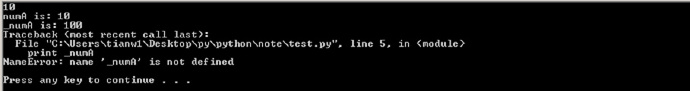 10
numA is: 10
_numA is: 100
Traceback (most recent call last):
  File "C:\Users\tianw1\Desktop\py\python\note\test.py", line 5, in <module>
    print _numA
NameError: name '_numA' is not defined
Press any key to continue . . .